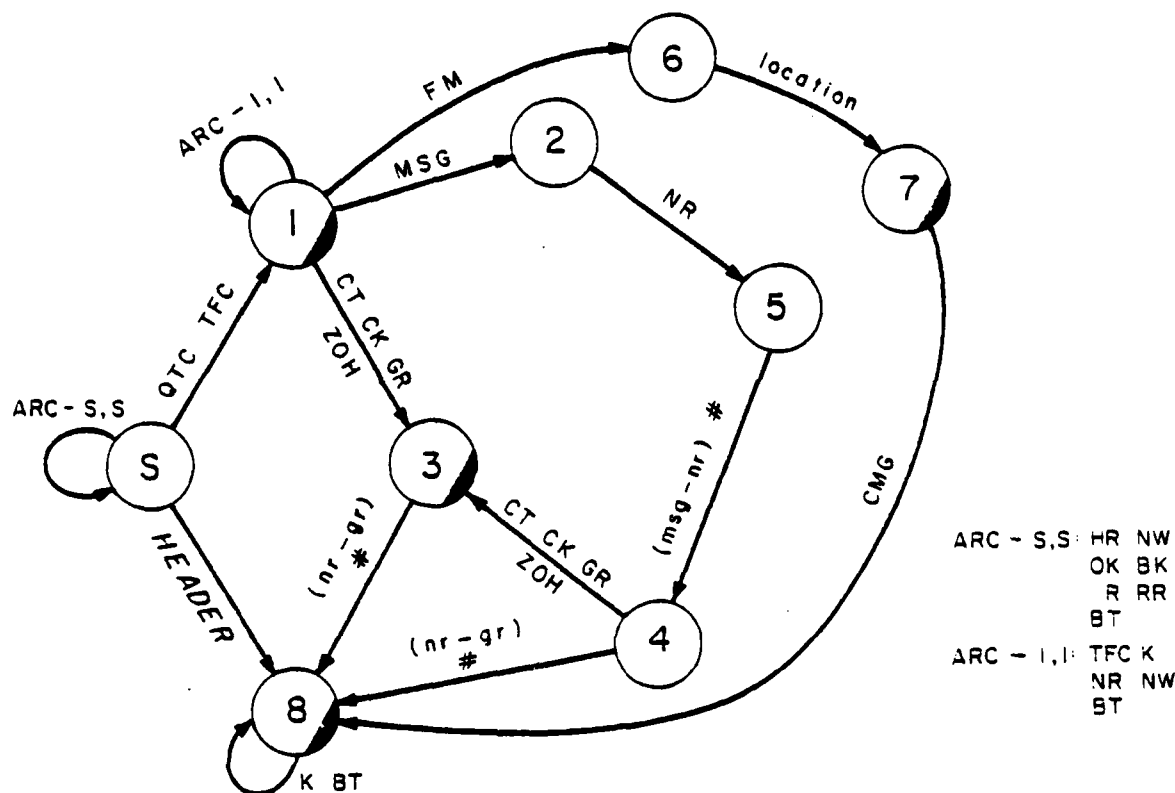 6
location
FM
ARC - 1, 1
2
MSG
7
NR
1
CT CK GR
ZOH
5
QTC TFC
ARC - S,S
S
3
(msg-nr) #
CMG
HEADER
(nr-gr)
#
CT CK GR
ZOH
4
(nr-gr)
#
8
K BT
ARC - S,S: HR NW
OK BK
R RR
BT
ARC - 1,1: TFC K
NR NW
BT